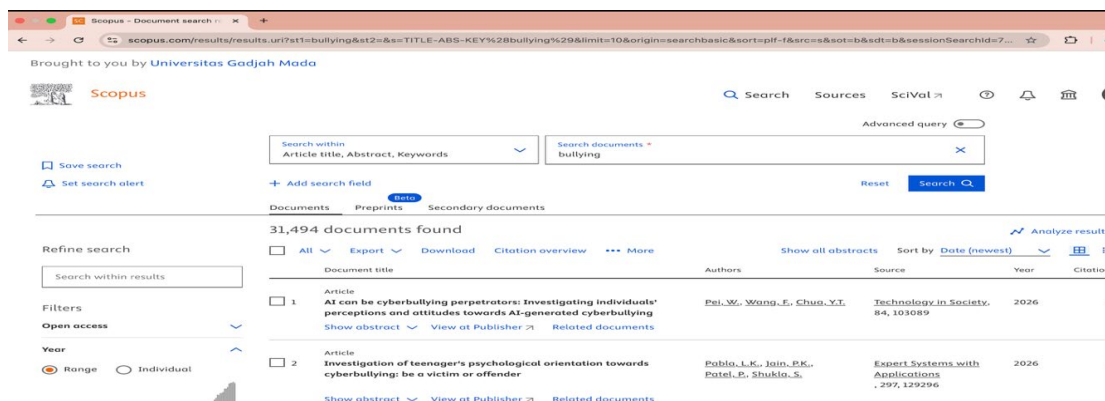 Scopus - Document search r
scopus.com/results/results.uri?st1=bullying&st2=&s=TITLE-ABS-KEY%28bullying%29&limit=10&origin=searchbasic&sort=plf-f&src=s&sot=b&sdt=b&sessionSearchId=7...
Brought to you by Universitas Gadjah Mada
Scopus
Search Sources SciVal
Advanced query
Search within
Article title, Abstract, Keywords
Search documents *
bullying
Save search
Set search alert
+ Add search field
Reset Search
Beta
Documents Preprints Secondary documents
31,494 documents found
Analyze result
Refine search
All Export Download Citation overview ••• More Show all abstracts Sort by Date (newest)
Search within results
Document title Authors Source Year Citatio
Filters
Open access
Year
Range Individual
Article
1 AI can be cyberbullying perpetrators: Investigating individuals' perceptions and attitudes towards AI-generated cyberbullying
Pei, W., Wang, F., Chua, Y.T.
Technology in Society, 84, 103089
2026
Show abstract View at Publisher Related documents
Article
2 Investigation of teenager's psychological orientation towards cyberbullying: be a victim or offender
Pabla, L.K., Jain, P.K., Patel, P., Shukla, S.
Expert Systems with Applications, 297, 129296
2026
Show abstract View at Publisher Related documents